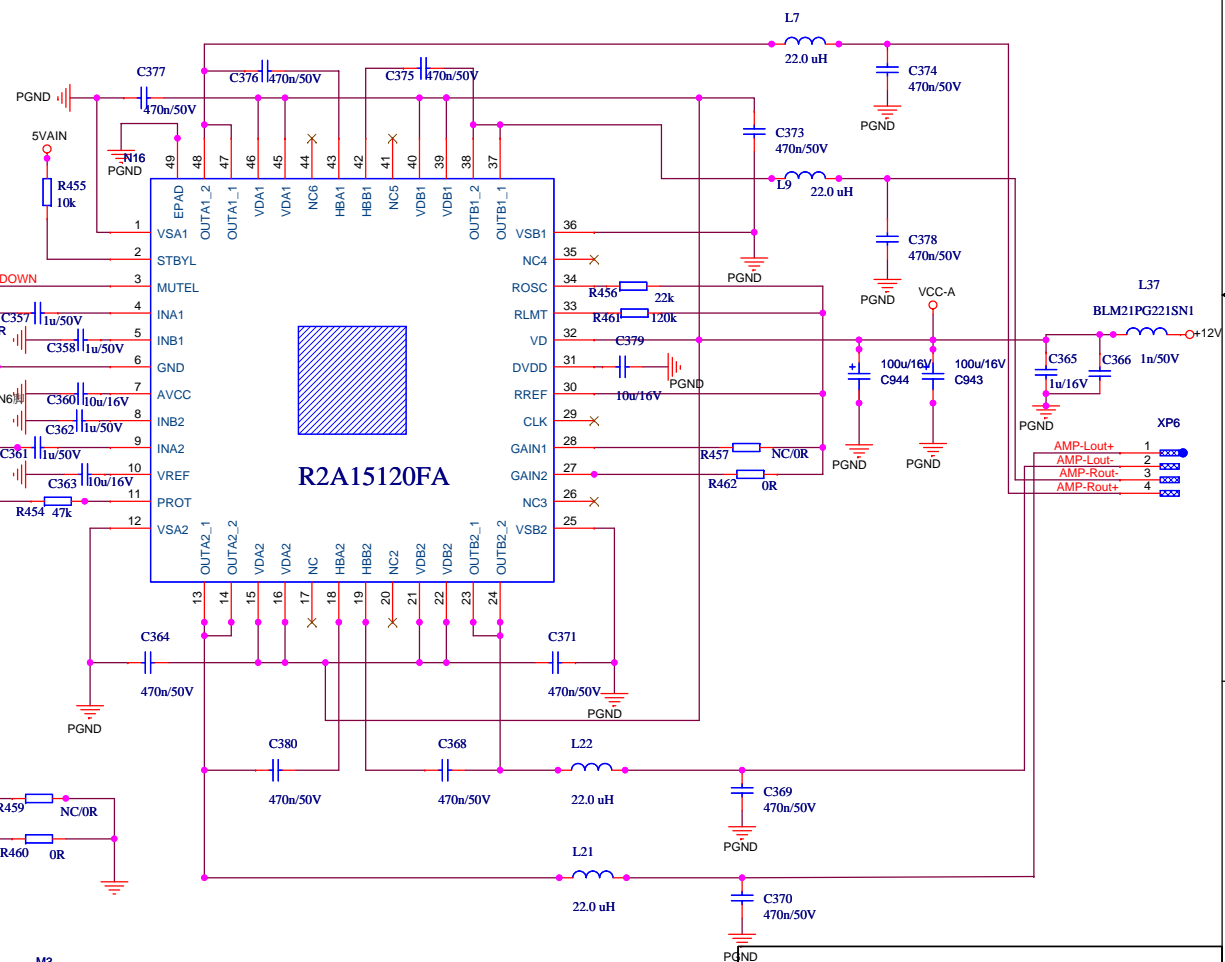 L7
22.0 uH
C377
470n/50V
C376
470n/50V
C375
470n/50V
C374
470n/50V
PGND
PGND
C373
470n/50V
5VAIN
N16
PGND
R455
10k
49
48
47
46
45
44
43
42
41
40
39
38
37
EPAD
OUTA1_2
OUTA1_1
VDA1
VDA1
NC6
HBA1
HBB1
NC5
VDB1
VDB1
OUTB1_2
OUTB1_1
L9
22.0 uH
C378
470n/50V
PGND
PGND
1 VSA1
2 STBYL
3 MUTEL
4 INA1
5 INB1
6 GND
7 AVCC
8 INB2
9 INA2
10 VREF
11 PROT
12 VSA2
VSB1 36
NC4 35
ROSC 34
RLMT 33
VD 32
DVDD 31
RREF 30
CLK 29
GAIN1 28
GAIN2 27
NC3 26
VSB2 25
DOWN
C357
R
1u/50V
C358
1u/50V
N6脚
C360
10u/16V
C362
1u/50V
C361
1u/50V
C363
10u/16V
R454
47k
R2A15120FA
R456
22k
R461
120k
C379
10u/16V
PGND
R457
NC/0R
R462
0R
VCC-A
100u/16V
C944
100u/16V
C943
PGND
PGND
L37
BLM21PG221SN1
+12V
1n/50V
C365
1u/16V
C366
PGND
XP6
AMP-Lout+ 1
AMP-Lout- 2
AMP-Rout- 3
AMP-Rout+ 4
OUTA2_1
OUTA2_2
VDA2
VDA2
NC
HBA2
HBB2
NC2
VDB2
VDB2
OUTB2_1
OUTB2_2
13
14
15
16
17
18
19
20
21
22
23
24
C364
470n/50V
C371
470n/50V
PGND
PGND
C380
470n/50V
C368
470n/50V
L22
22.0 uH
C369
470n/50V
PGND
R459
NC/0R
R460
0R
L21
22.0 uH
C370
470n/50V
PGND